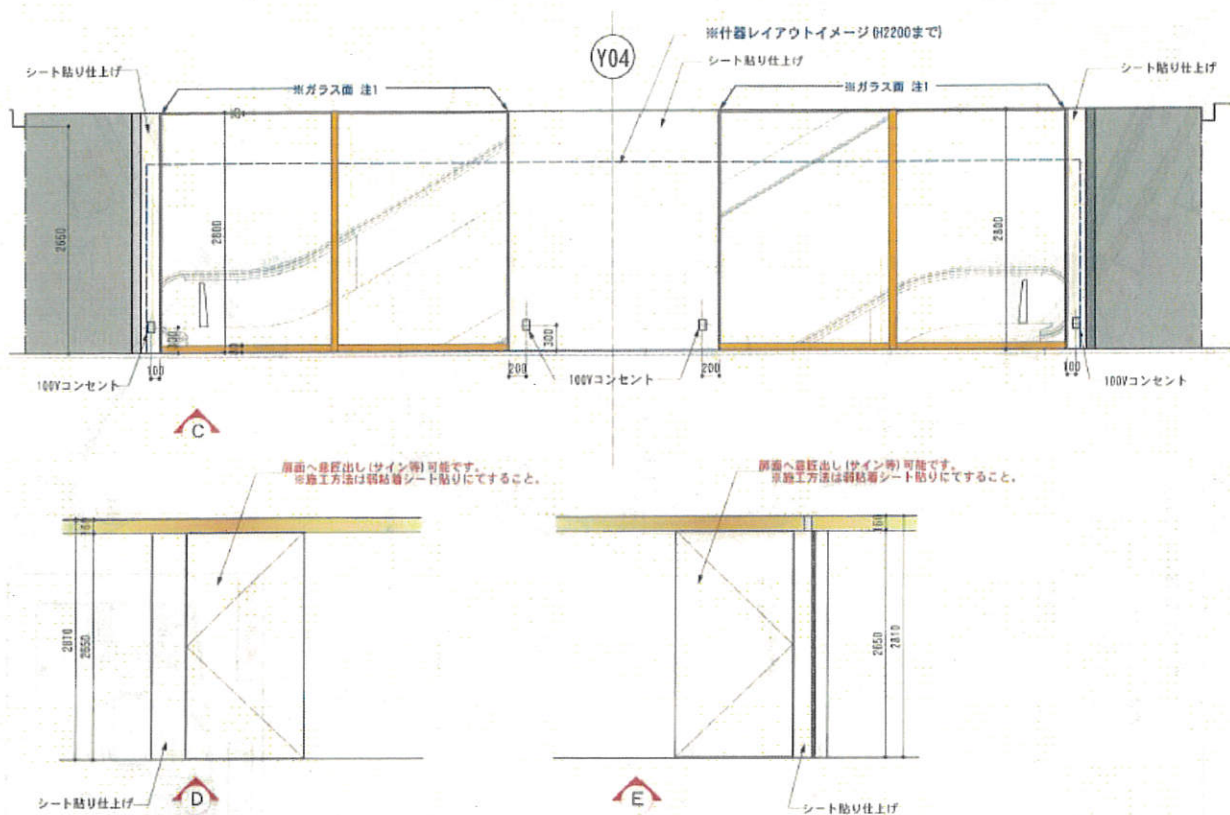 ※什器レイアウトイメージ(H2200まで)
Y04
シート貼り仕上げ
シート貼り仕上げ
シート貼り仕上げ
※ガラス面 注1
※ガラス面 注1
2650
2800
2800
300
300
100
200
200
100
100Vコンセント
100Vコンセント
100Vコンセント
C
扉面へ意匠出し(サイン等)可能です。
※施工方法は弱粘着シート貼りにてすること。
扉面へ意匠出し(サイン等)可能です。
※施工方法は弱粘着シート貼りにてすること。
160
160
2810
2650
2650
2810
シート貼り仕上げ
D
E
シート貼り仕上げ